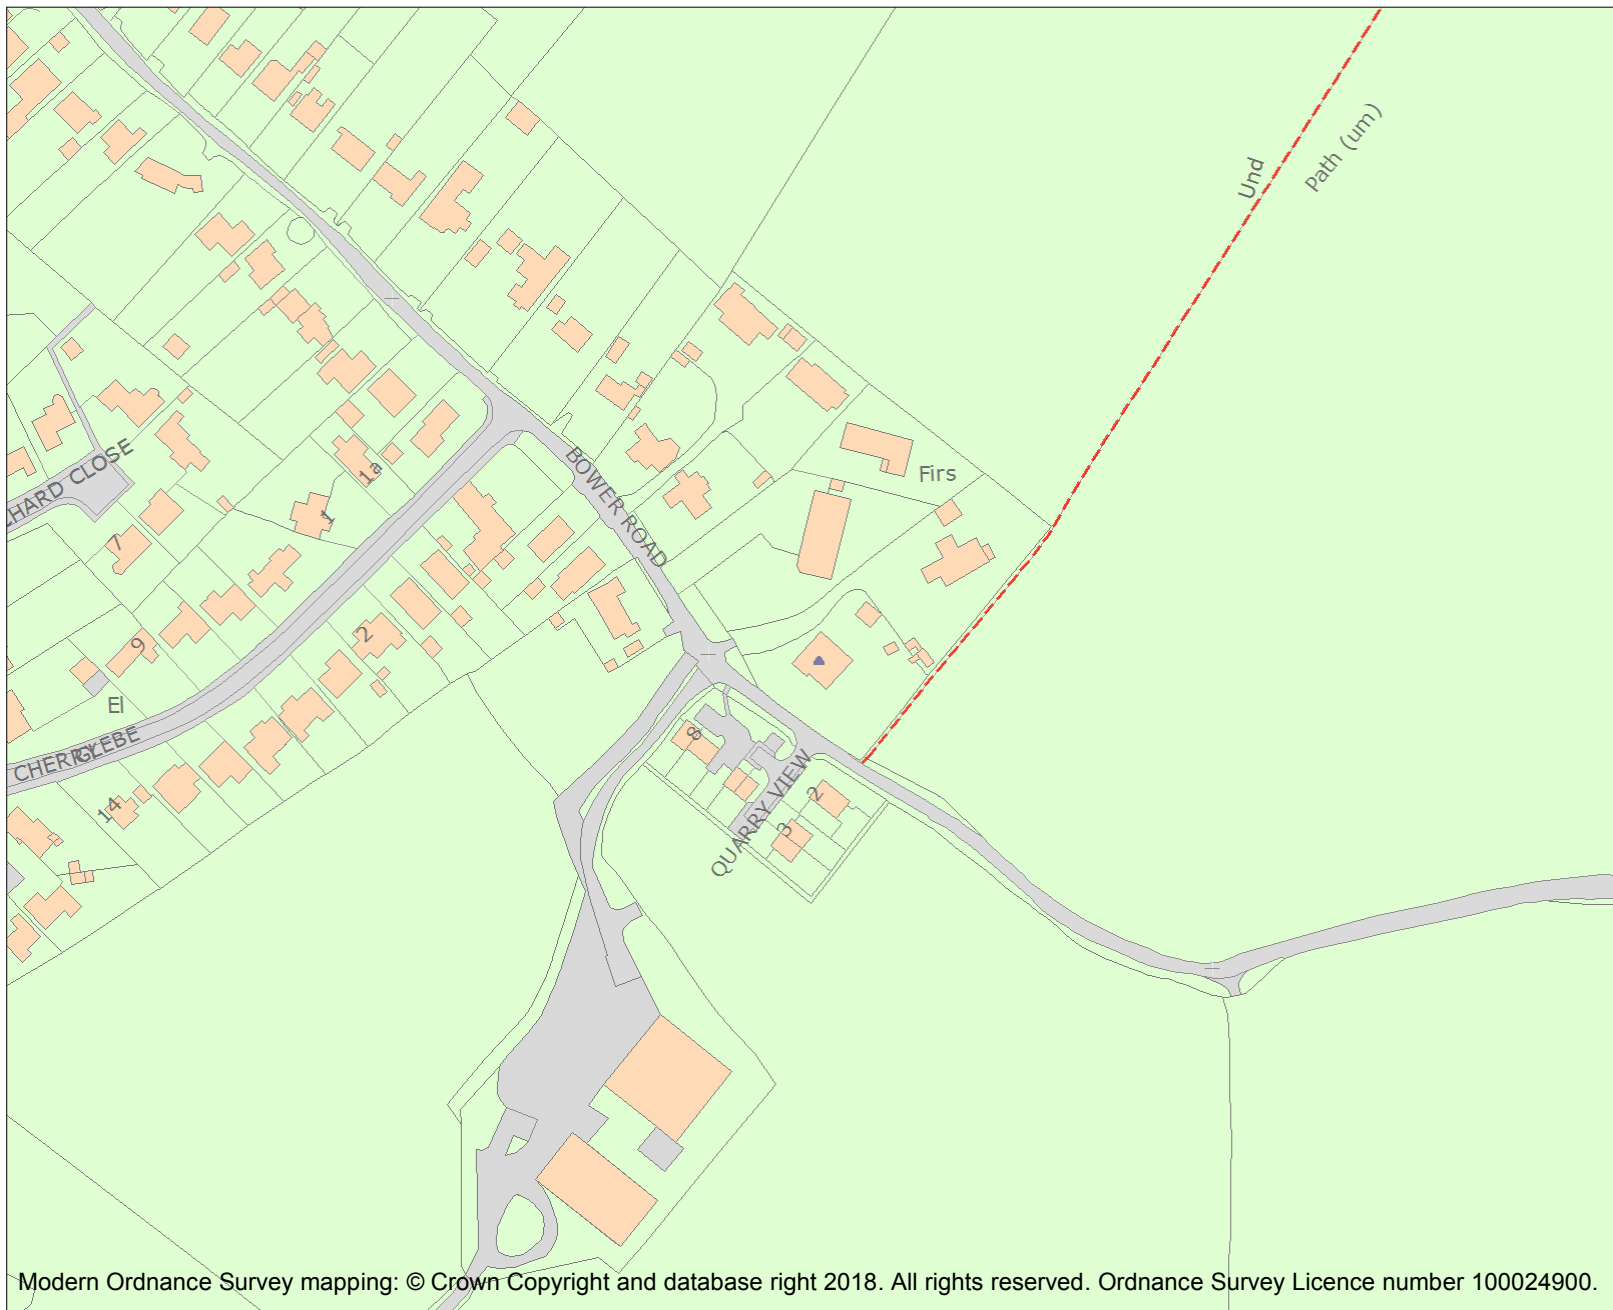 Und
Path (um)
CHARD CLOSE
1a
1
BOWER ROAD
Firs
7
9
2
El
CHERRY
GLEBE
14
8
2
3
QUARRY VIEW
Modern Ordnance Survey mapping: © Crown Copyright and database right 2018. All rights reserved. Ordnance Survey Licence number 100024900.